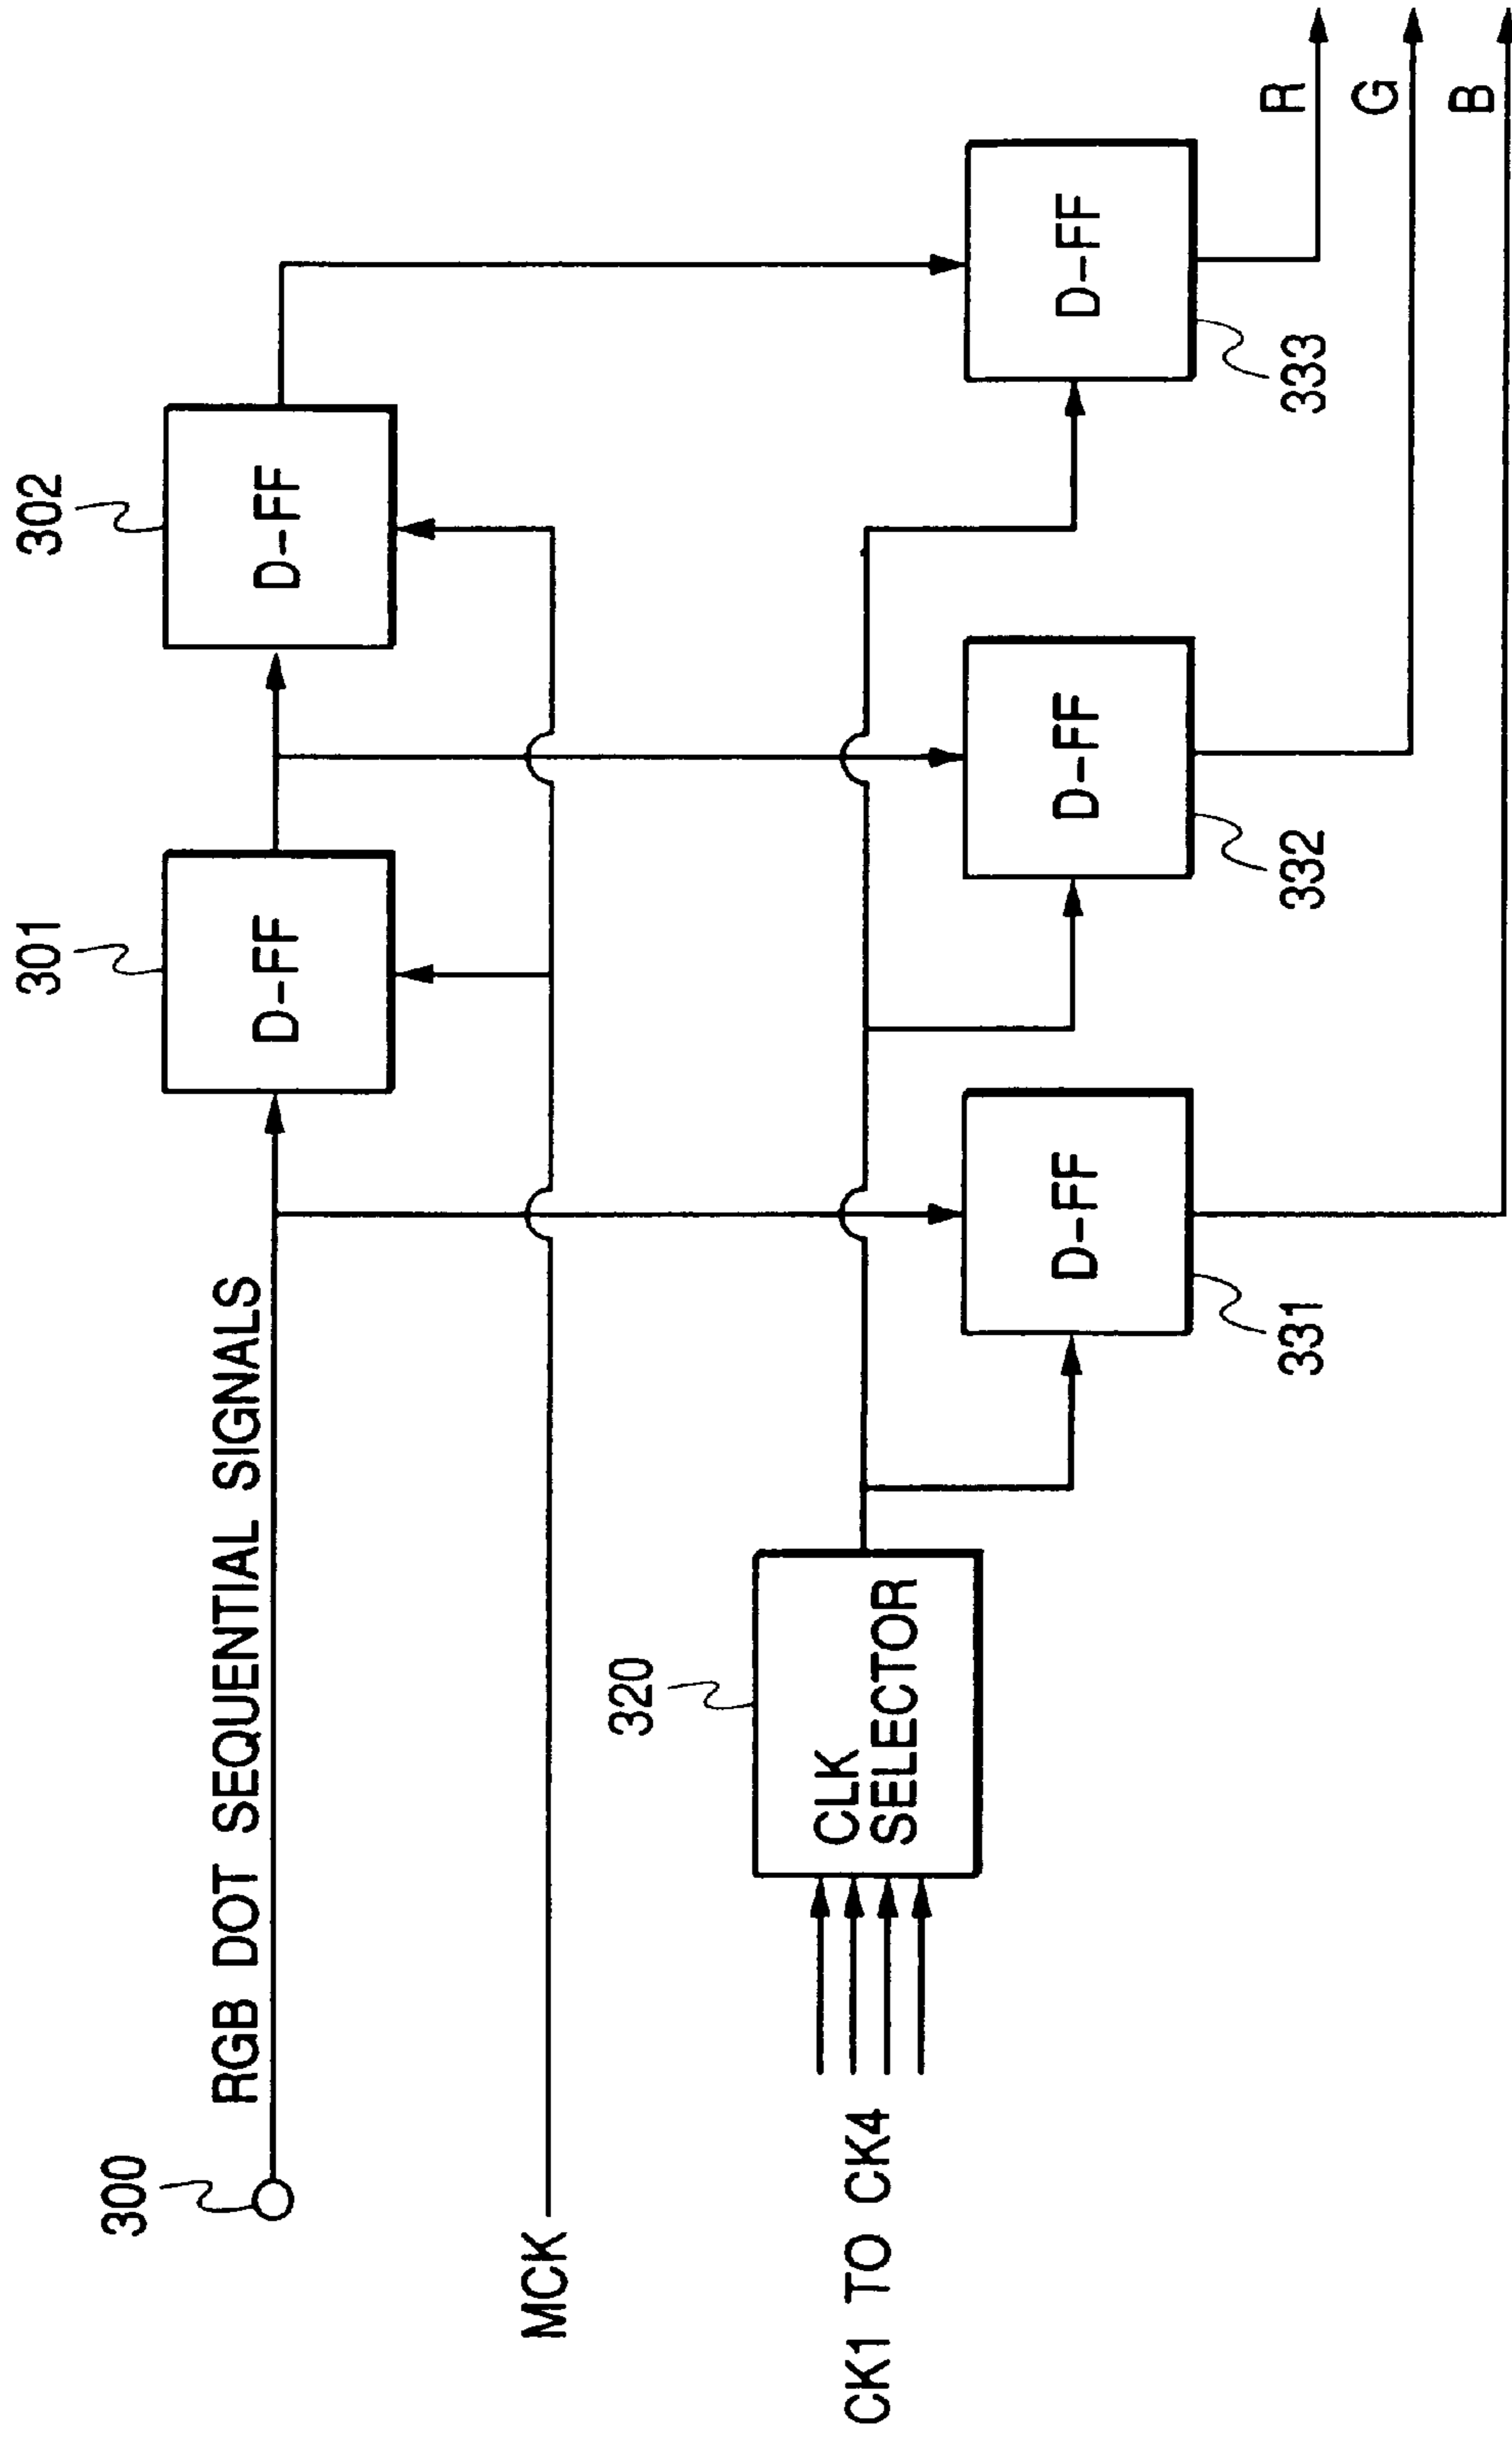 300
RGB DOT SEQUENTIAL SIGNALS
301
D-FF
302
D-FF
MCK
CK1 TO CK4
320
CLK
SELECTOR
D-FF
331
D-FF
332
D-FF
333
R
G
B